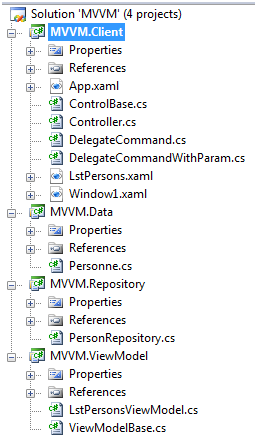 Solution 'MVVM' (4 projects)
MVVM.Client
Properties
References
App.xaml
ControlBase.cs
Controller.cs
DelegateCommand.cs
DelegateCommandWithParam.cs
LstPersons.xaml
Window1.xaml
MVVM.Data
Properties
References
Personne.cs
MVVM.Repository
Properties
References
PersonRepository.cs
MVVM.ViewModel
Properties
References
LstPersonsViewModel.cs
ViewModelBase.cs